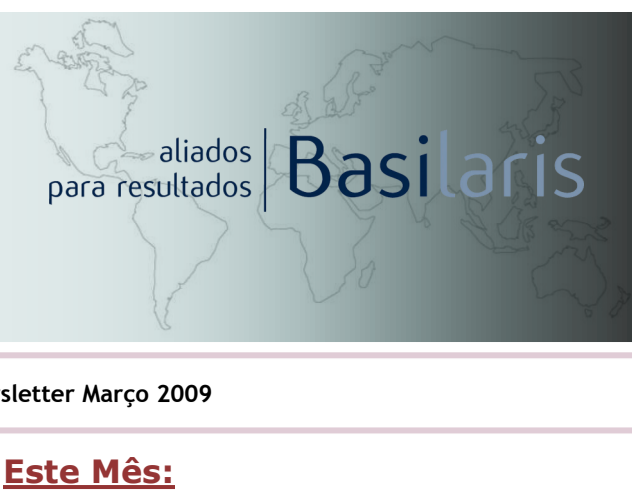 aliados
para resultados
Basilaris
sletter Março 2009
Este Mês: